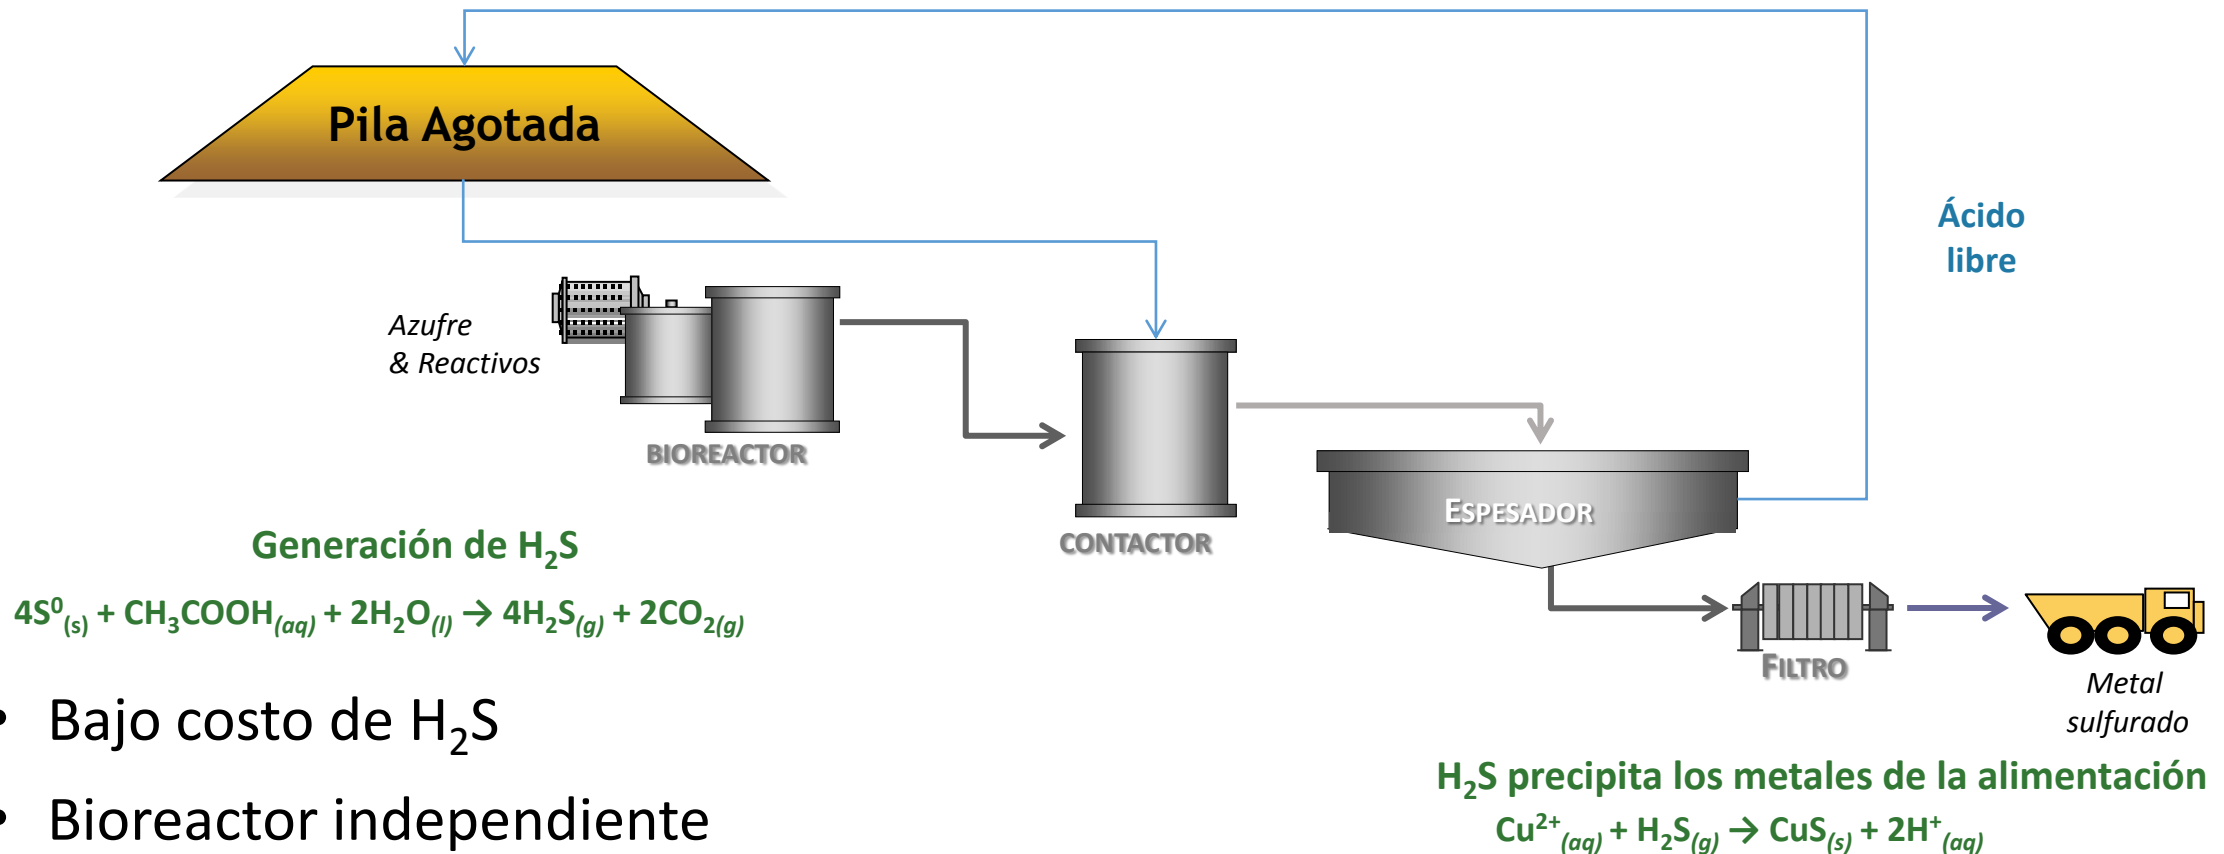 Pila Agotada
Ácido
libre
Azufre
& Reactivos
BIOREACTOR
CONTACTOR
ESPESADOR
FILTRO
Metal
sulfurado
Generación de H₂S
4S⁰(s) + CH₃COOH(aq) + 2H₂O(l) → 4H₂S(g) + 2CO₂(g)
• Bajo costo de H₂S
• Bioreactor independiente
H₂S precipita los metales de la alimentación
Cu²⁺(aq) + H₂S(g) → CuS(s) + 2H⁺(aq)